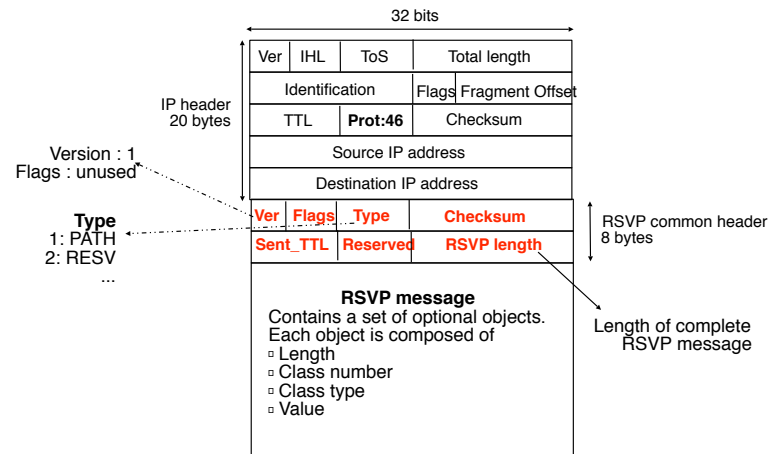 32 bits
Ver IHL ToS Total length
Identification Flags Fragment Offset
IP header
20 bytes
TTL Prot:46 Checksum
Source IP address
Destination IP address
Version : 1
Flags : unused
Ver Flags Type Checksum
Sent_TTL Reserved RSVP length
RSVP common header
8 bytes
Type
1: PATH
2: RESV
...
RSVP message
Contains a set of optional objects.
Each object is composed of
▫ Length
▫ Class number
▫ Class type
▫ Value
Length of complete
RSVP message